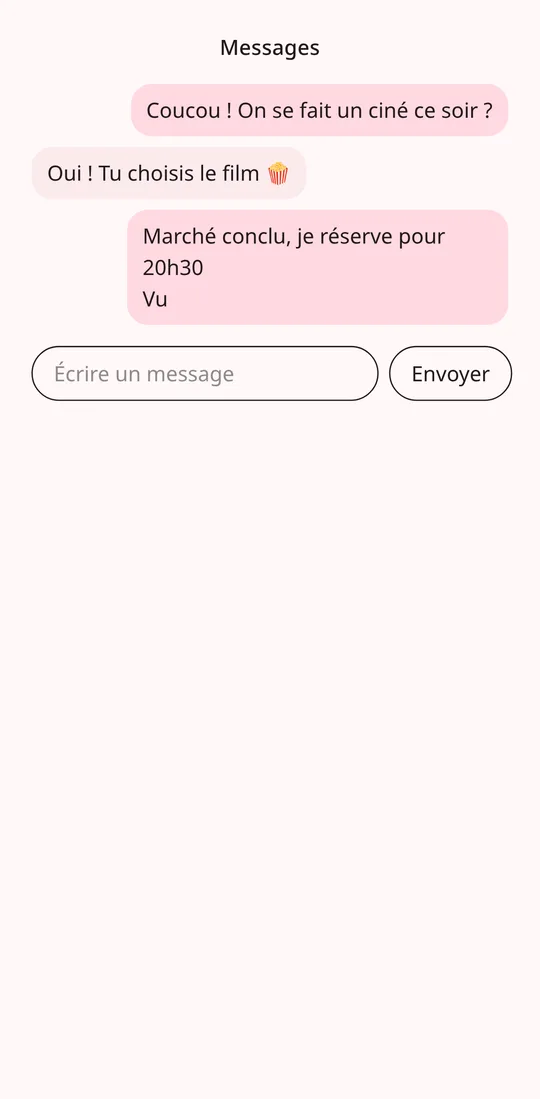 Messages
Coucou ! On se fait un ciné ce soir ?
Oui ! Tu choisis le film 🍿
Marché conclu, je réserve pour
20h30
Vu
Écrire un message
Envoyer